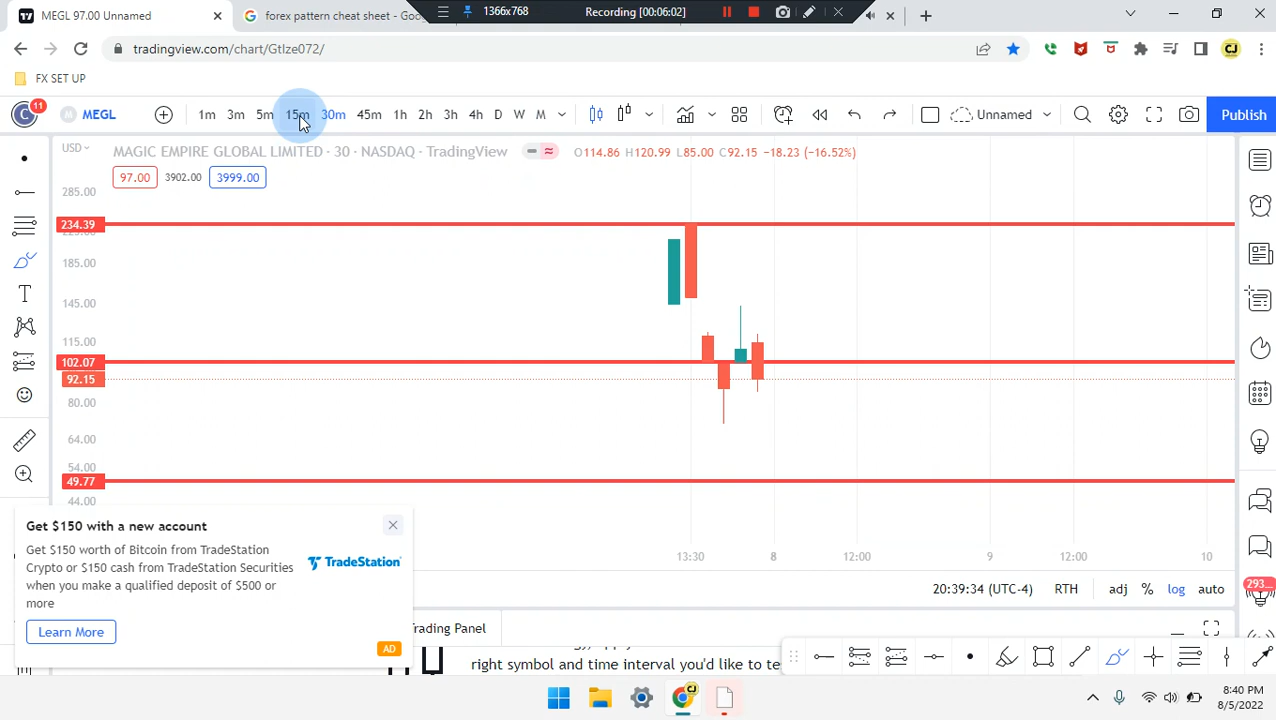 MEGL 97.00 Unnamed
forex pattern cheat sheet - Goo
1366x768
Recording [00:06:02]
tradingview.com/chart/GtIze072/
FX SET UP
C 11
M MEGL
1m 3m 5m 15m 30m 45m 1h 2h 3h 4h D W M
Unnamed
Publish
USD
MAGIC EMPIRE GLOBAL LIMITED · 30 · NASDAQ · TradingView
O114.86 H120.99 L85.00 C92.15 −18.23 (−16.52%)
97.00 3902.00 3999.00
285.00
234.39
185.00
145.00
115.00
102.07
92.15
80.00
64.00
54.00
49.77
44.00
Get $150 with a new account
Get $150 worth of Bitcoin from TradeStation
Crypto or $150 cash from TradeStation Securities
when you make a qualified deposit of $500 or
more
TradeStation
Learn More
AD
13:30 8 12:00 9 12:00 10
20:39:34 (UTC-4) RTH adj % log auto
293...
Trading Panel
right symbol and time interval you'd like to te
CJ
8:40 PM
8/5/2022